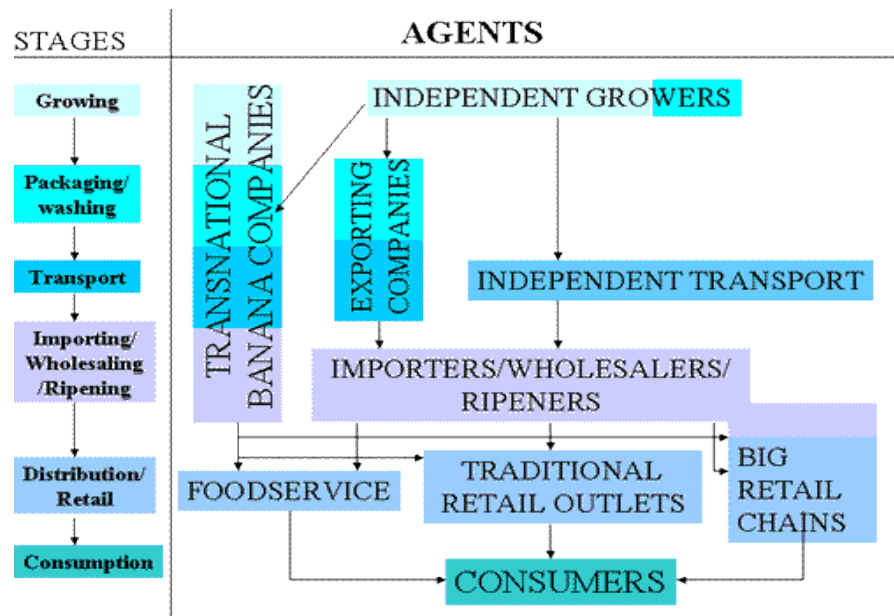 STAGES
AGENTS
Growing
Packaging/
washing
Transport
Importing/
Wholesaling
/Ripening
Distribution/
Retail
Consumption
TRANSNATIONAL
BANANA COMPANIES
INDEPENDENT GROWERS
EXPORTING
COMPANIES
INDEPENDENT TRANSPORT
IMPORTERS/WHOLESALERS/
RIPENERS
FOODSERVICE
TRADITIONAL
RETAIL OUTLETS
BIG
RETAIL
CHAINS
CONSUMERS